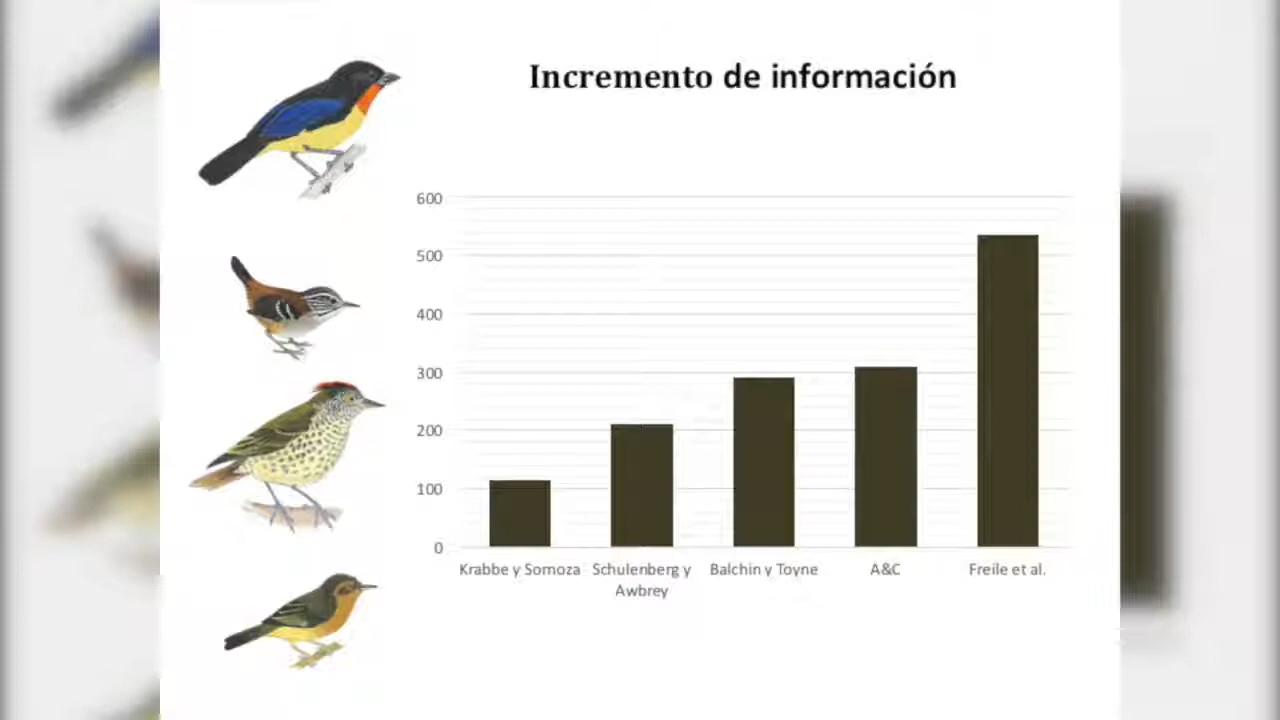 Incremento de información
600
500
400
300
200
100
0
Krabbe y Somoza
Schulenberg y
Awbrey
Balchin y Toyne
A&C
Freile et al.